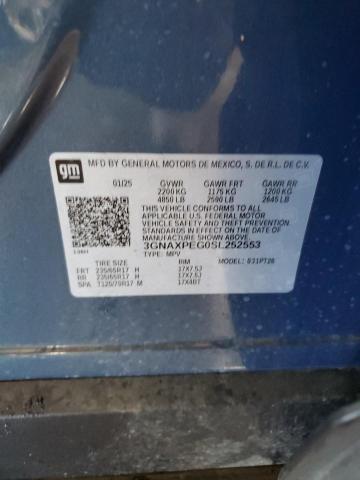 gm
MFD BY GENERAL MOTORS DE MEXICO, S. DE R.L. DE C.V.
01/25 GVWR GAWR FRT GAWR RR
2200 KG 1175 KG 1200 KG
4850 LB 2590 LB 2645 LB
THIS VEHICLE CONFORMS TO ALL
APPLICABLE U.S. FEDERAL MOTOR
VEHICLE SAFETY AND THEFT PREVENTION
STANDARDS IN EFFECT ON THE DATE OF
MANUFACTURE SHOWN ABOVE.
3GNAXPEG0SL252553
TYPE: MPV MODEL:
TIRE SIZE RIM
FRT 235/65R17 H 17X7.5J
RR 235/65R17 H 17X7.5J
SPA T125/70R17 M 17X4BT